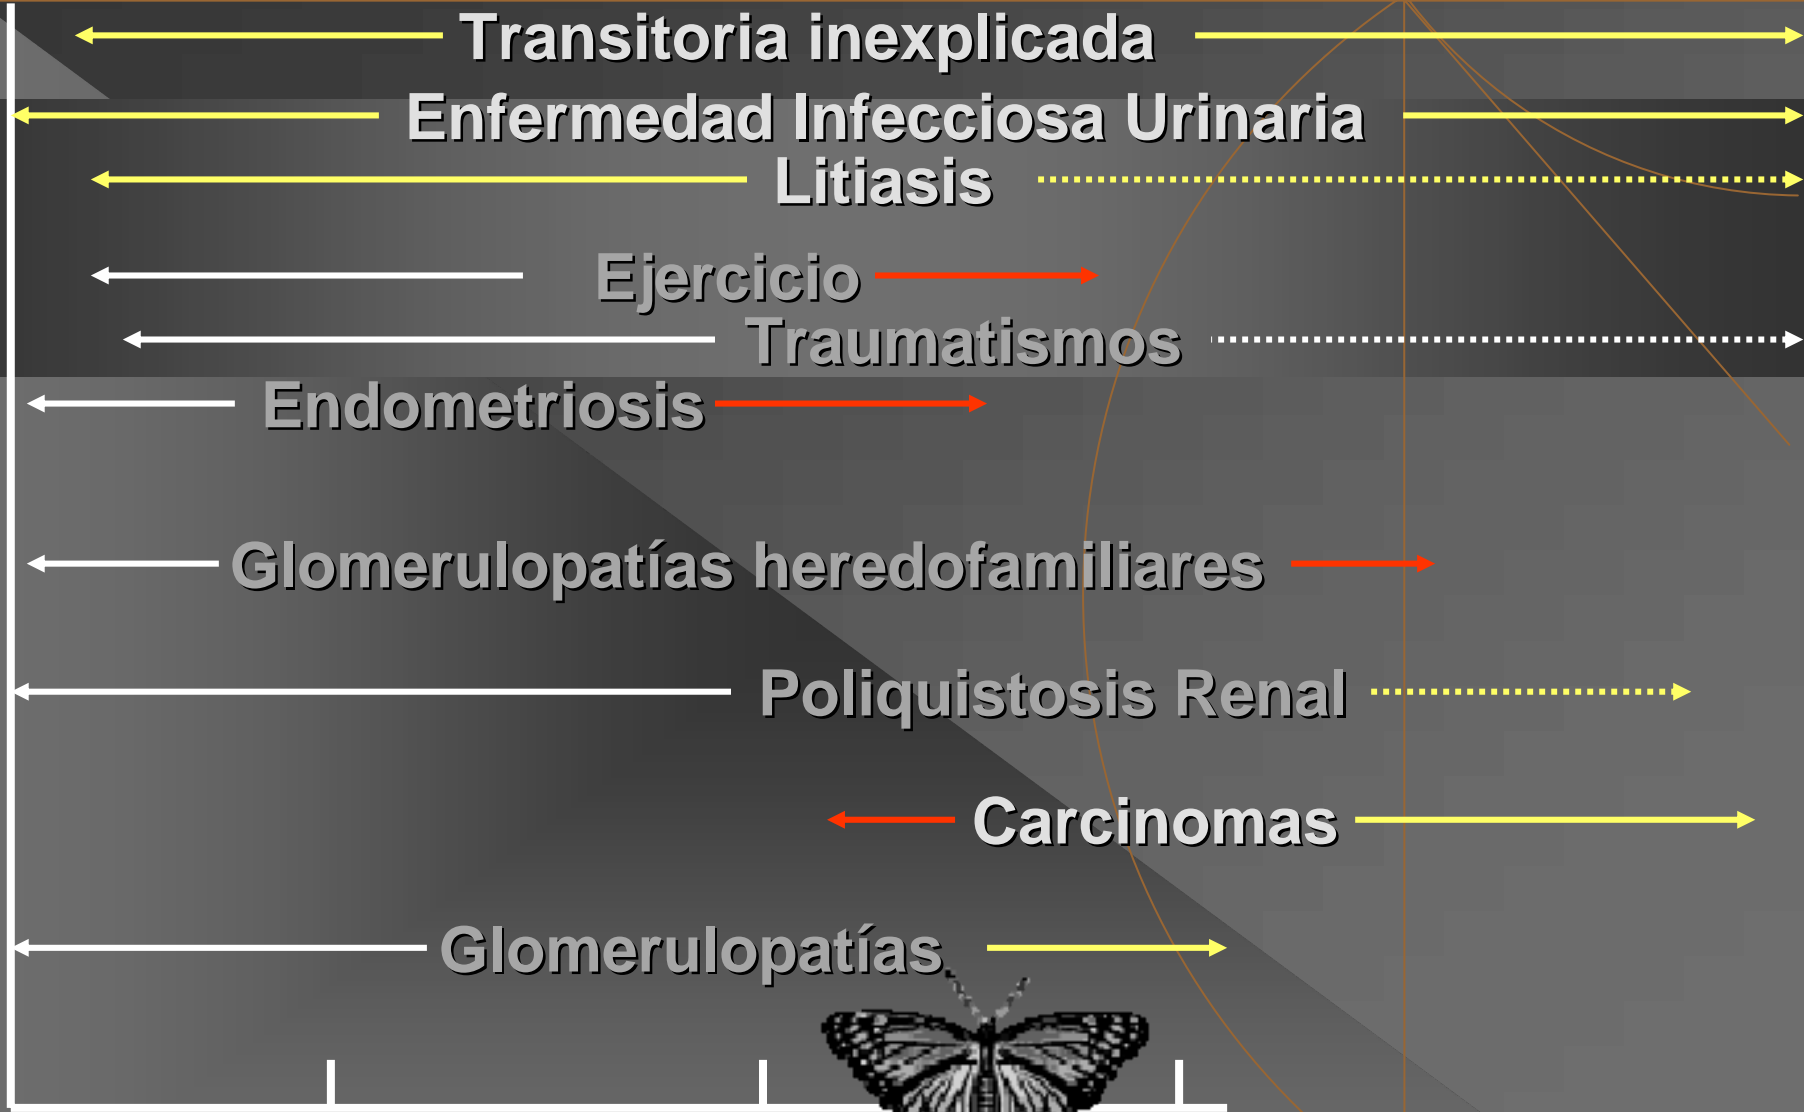 Transitoria inexplicada
Enfermedad Infecciosa Urinaria
Litiasis
Ejercicio
Traumatismos
Endometriosis
Glomerulopatías heredofamiliares
Poliquistosis Renal
Carcinomas
Glomerulopatías